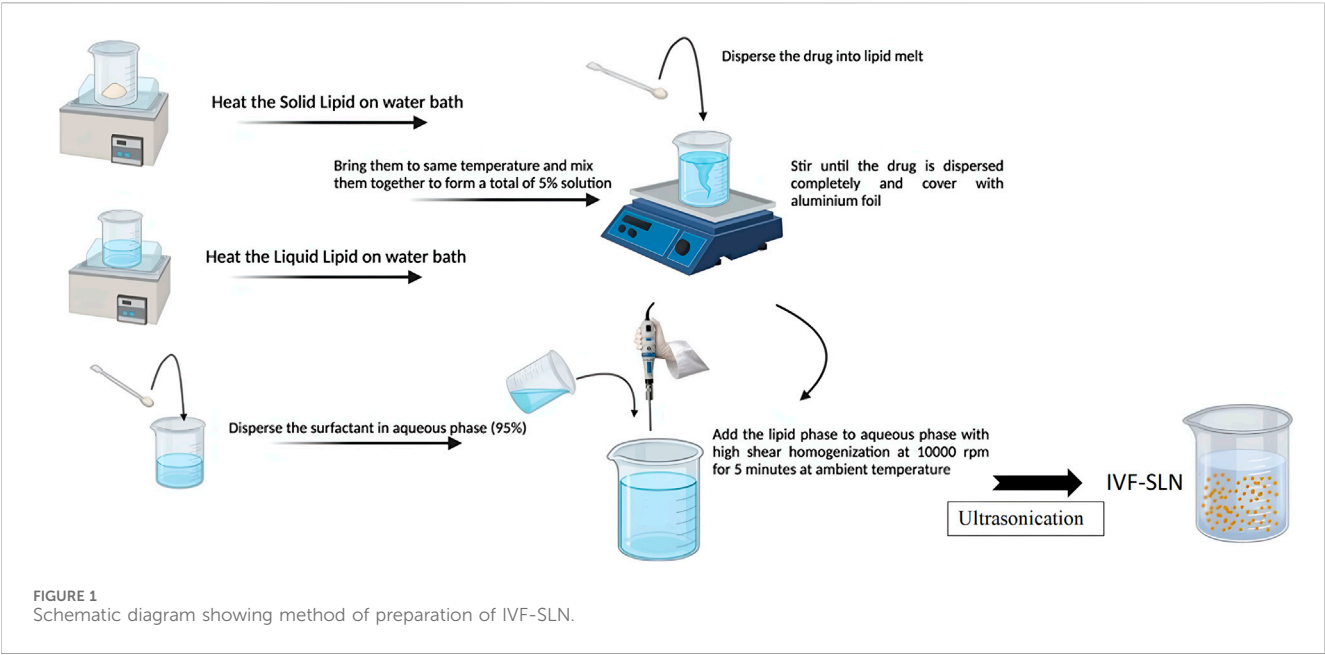 Disperse the drug into lipid melt
Heat the Solid Lipid on water bath
Bring them to same temperature and mix
them together to form a total of 5% solution
Stir until the drug is dispersed
completely and cover with
aluminium foil
Heat the Liquid Lipid on water bath
Disperse the surfactant in aqueous phase (95%)
Add the lipid phase to aqueous phase with
high shear homogenization at 10000 rpm
for 5 minutes at ambient temperature
IVF-SLN
Ultrasonication
FIGURE 1
Schematic diagram showing method of preparation of IVF-SLN.